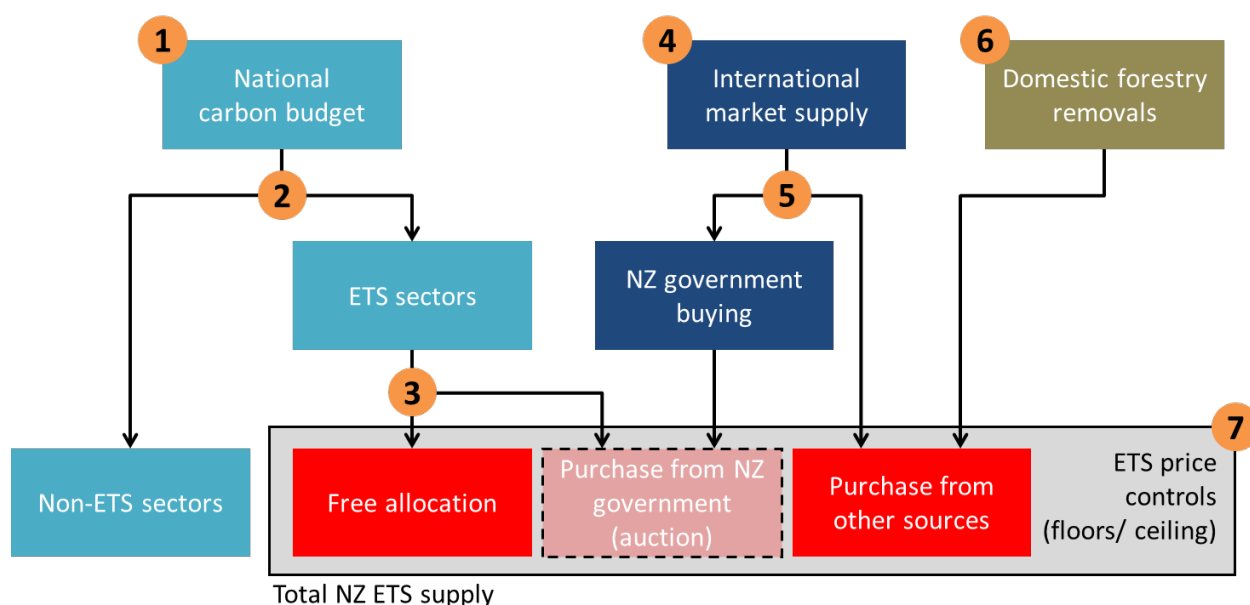 1
National
carbon budget
4
International
market supply
6
Domestic forestry
removals
2
5
ETS sectors
NZ government
buying
3
7
Non-ETS sectors
Free allocation
Purchase from NZ
government
(auction)
Purchase from
other sources
ETS price
controls
(floors/ ceiling)
Total NZ ETS supply